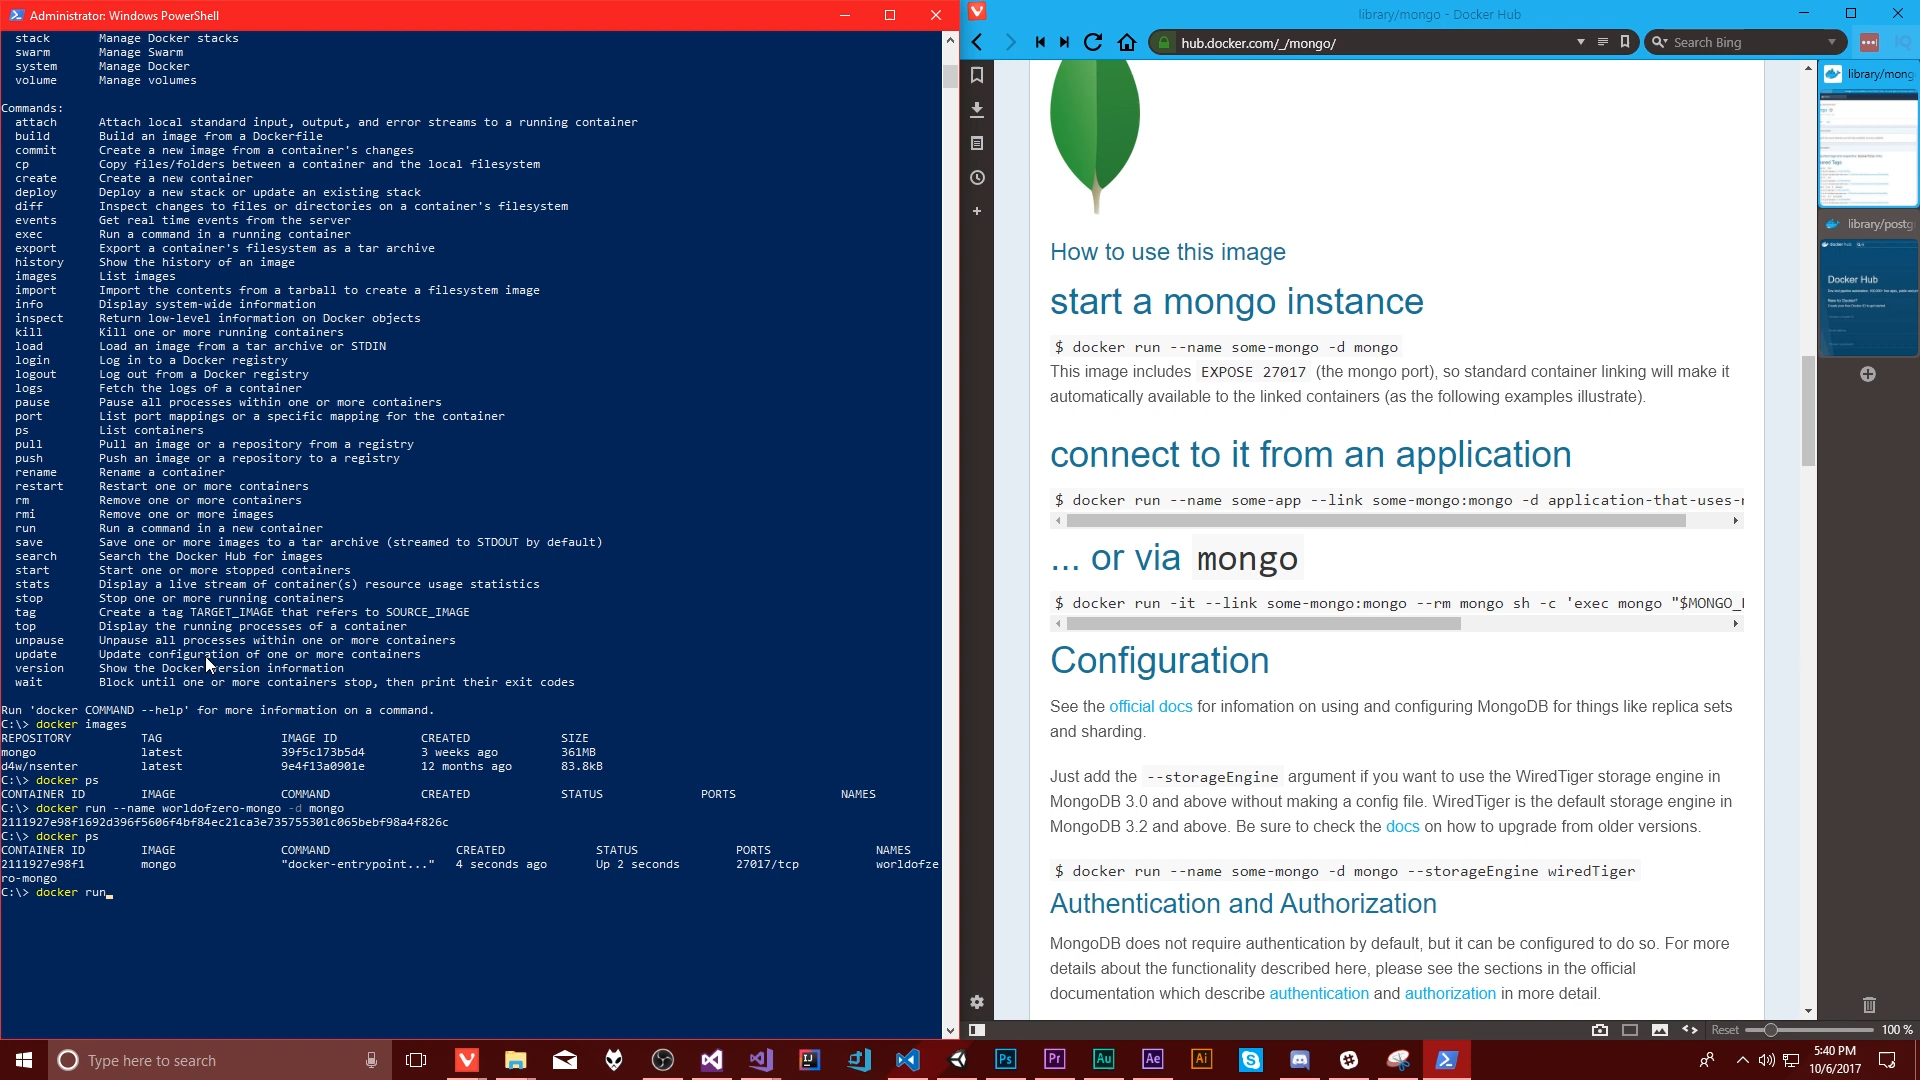 Administrator: Windows PowerShell
stack Manage Docker stacks
swarm Manage Swarm
system Manage Docker
volume Manage volumes
Commands:
attach Attach local standard input, output, and error streams to a running container
build Build an image from a Dockerfile
commit Create a new image from a container's changes
cp Copy files/folders between a container and the local filesystem
create Create a new container
deploy Deploy a new stack or update an existing stack
diff Inspect changes to files or directories on a container's filesystem
events Get real time events from the server
exec Run a command in a running container
export Export a container's filesystem as a tar archive
history Show the history of an image
images List images
import Import the contents from a tarball to create a filesystem image
info Display system-wide information
inspect Return low-level information on Docker objects
kill Kill one or more running containers
load Load an image from a tar archive or STDIN
login Log in to a Docker registry
logout Log out from a Docker registry
logs Fetch the logs of a container
pause Pause all processes within one or more containers
port List port mappings or a specific mapping for the container
ps List containers
pull Pull an image or a repository from a registry
push Push an image or a repository to a registry
rename Rename a container
restart Restart one or more containers
rm Remove one or more containers
rmi Remove one or more images
run Run a command in a new container
save Save one or more images to a tar archive (streamed to STDOUT by default)
search Search the Docker Hub for images
start Start one or more stopped containers
stats Display a live stream of container(s) resource usage statistics
stop Stop one or more running containers
tag Create a tag TARGET_IMAGE that refers to SOURCE_IMAGE
top Display the running processes of a container
unpause Unpause all processes within one or more containers
update Update configuration of one or more containers
version Show the Docker version information
wait Block until one or more containers stop, then print their exit codes
Run 'docker COMMAND --help' for more information on a command.
C:\> docker images
REPOSITORY TAG IMAGE ID CREATED SIZE
mongo latest 39f5c173b5d4 3 weeks ago 361MB
d4w/nsenter latest 9e4f13a0901e 12 months ago 83.8kB
C:\> docker ps
CONTAINER ID IMAGE COMMAND CREATED STATUS PORTS NAMES
C:\> docker run --name worldofzero-mongo -d mongo
2111927e98f1692d396f5606f4bf84ec21ca3e735755301c065bebf98a4f826c
C:\> docker ps
CONTAINER ID IMAGE COMMAND CREATED STATUS PORTS NAMES
2111927e98f1 mongo "docker-entrypoint..." 4 seconds ago Up 2 seconds 27017/tcp worldofze
ro-mongo
C:\> docker run
library/mongo - Docker Hub
hub.docker.com/_/mongo/
Search Bing
How to use this image
start a mongo instance
$ docker run --name some-mongo -d mongo
This image includes EXPOSE 27017 (the mongo port), so standard container linking will make it
automatically available to the linked containers (as the following examples illustrate).
connect to it from an application
$ docker run --name some-app --link some-mongo:mongo -d application-that-uses-
... or via mongo
$ docker run -it --link some-mongo:mongo --rm mongo sh -c 'exec mongo "$MONGO_
Configuration
See the official docs for infomation on using and configuring MongoDB for things like replica sets
and sharding.
Just add the --storageEngine argument if you want to use the WiredTiger storage engine in
MongoDB 3.0 and above without making a config file. WiredTiger is the default storage engine in
MongoDB 3.2 and above. Be sure to check the docs on how to upgrade from older versions.
$ docker run --name some-mongo -d mongo --storageEngine wiredTiger
Authentication and Authorization
MongoDB does not require authentication by default, but it can be configured to do so. For more
details about the functionality described here, please see the sections in the official
documentation which describe authentication and authorization in more detail.
library/mong
library/postg
Docker Hub
Reset 100 %
Type here to search
Ps
Pr
Au
Ae
Ai
5:40 PM
10/6/2017